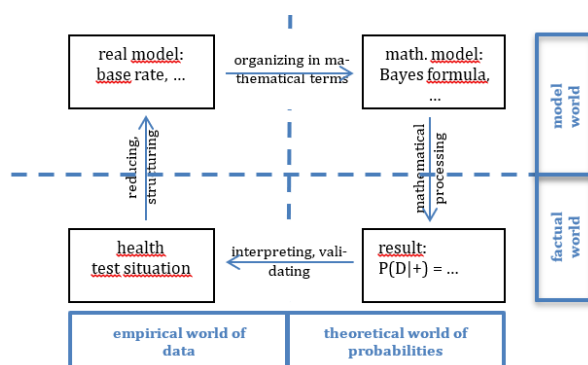 real model:
base rate, ...
organizing in ma-
thematical terms
math. model:
Bayes formula,
...
model
world
reducing,
structuring
mathematical
processing
factual
world
health
test situation
interpreting, vali-
dating
result:
P(D|+) = ...
empirical world of
data
theoretical world of
probabilities